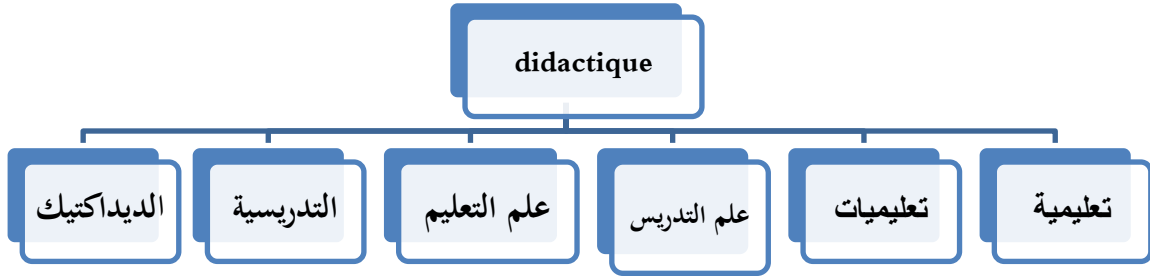 didactique
تعليمية
تعليميات
علم التدريس
علم التعليم
التدريسية
الديداكتيك